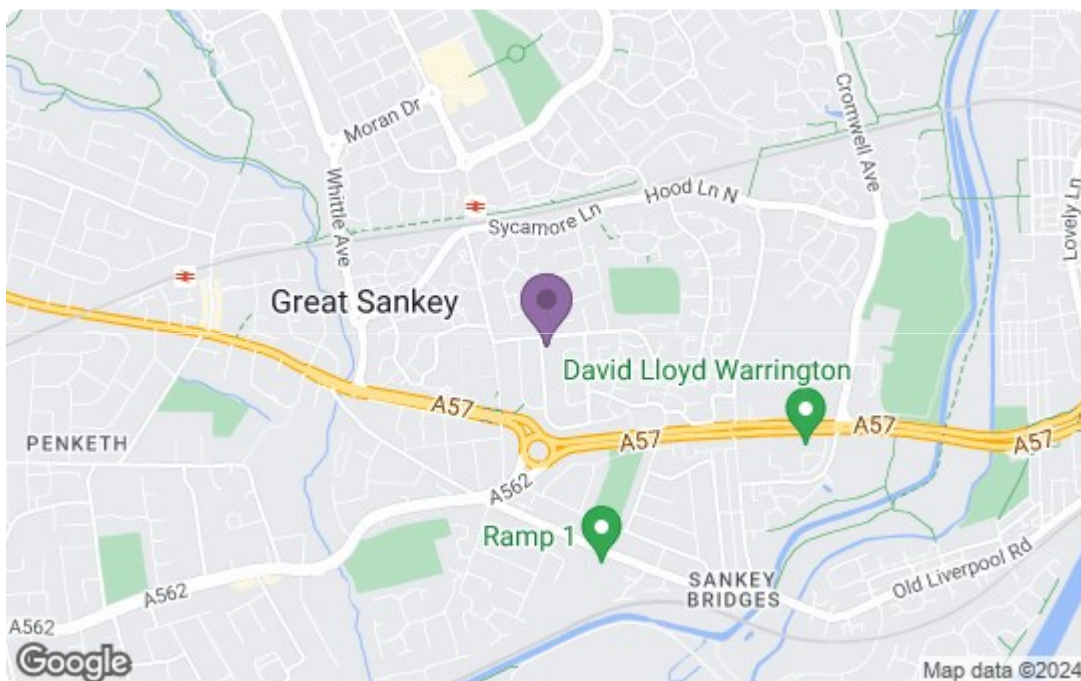 Moran Dr
Cromwell Ave
Whittle Ave
Hood Ln N
Sycamore Ln
Lovely Ln
Great Sankey
David Lloyd Warrington
A57
A57
A57
A57
PENKETH
A562
Ramp 1
SANKEY
BRIDGES
Old Liverpool Rd
A562
A562
Google
Map data ©2024